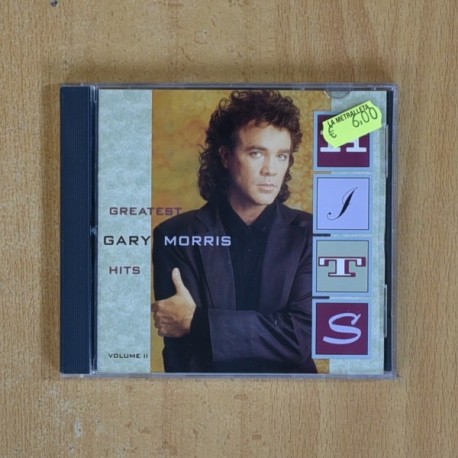 GREATEST
GARY MORRIS
HITS
VOLUME II
LA METRALLETA
€ 6,00
H
I
T
S